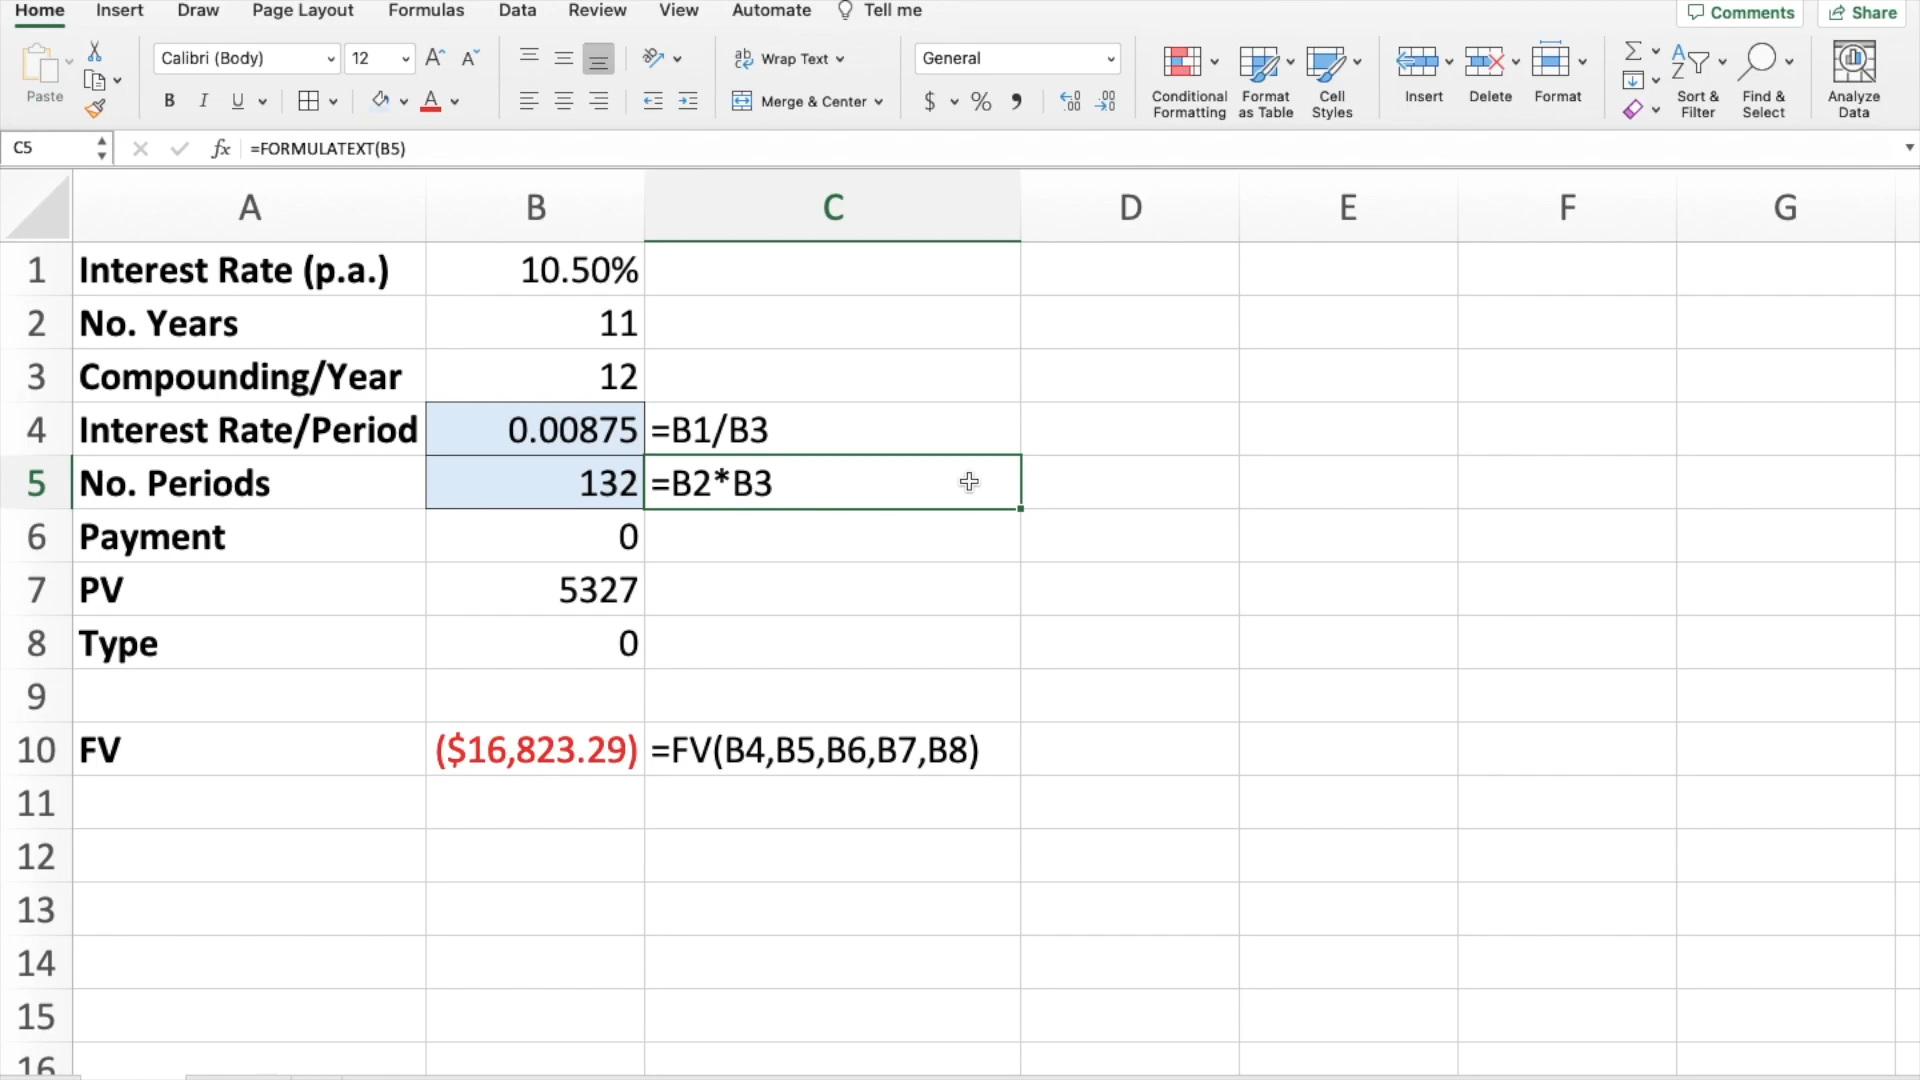 Home Insert Draw Page Layout Formulas Data Review View Automate Tell me Comments Share
Calibri (Body) 12 Wrap Text General
Paste B I U Merge & Center $ % Conditional Formatting Format as Table Cell Styles Insert Delete Format Sort & Filter Find & Select Analyze Data
C5 fx =FORMULATEXT(B5)
A B C D E F G
1 Interest Rate (p.a.) 10.50%
2 No. Years 11
3 Compounding/Year 12
4 Interest Rate/Period 0.00875 =B1/B3
5 No. Periods 132 =B2*B3
6 Payment 0
7 PV 5327
8 Type 0
9
10 FV ($16,823.29) =FV(B4,B5,B6,B7,B8)
11
12
13
14
15
16